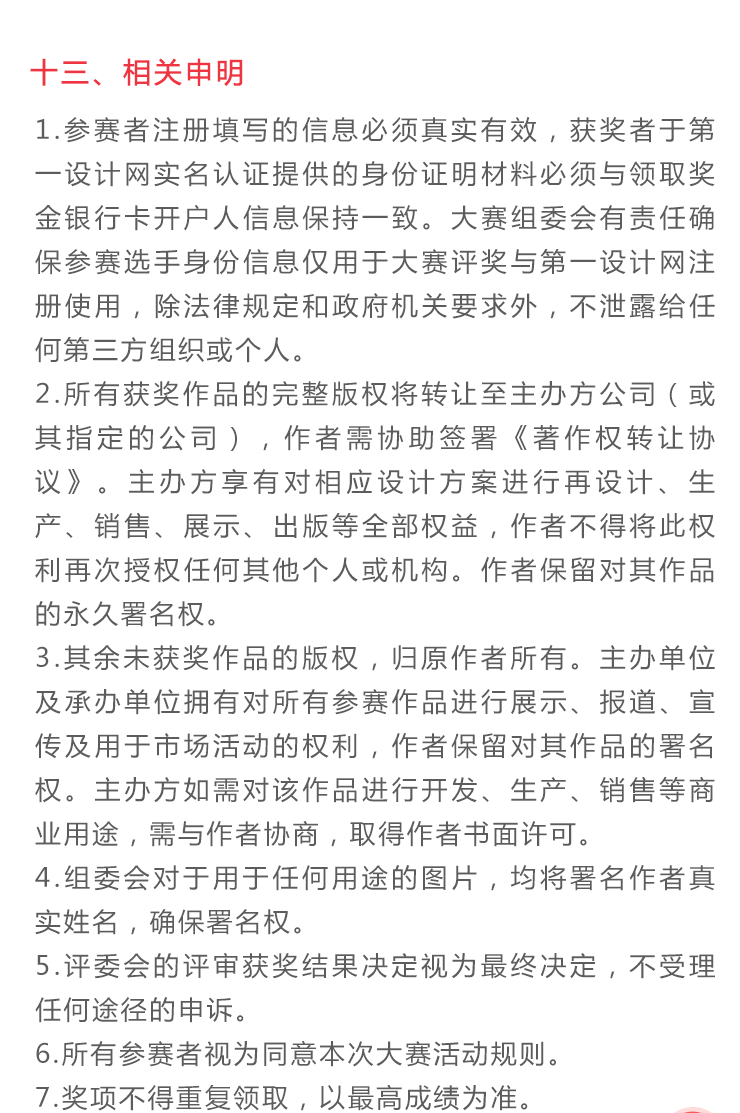 十三、相关申明
1.参赛者注册填写的信息必须真实有效，获奖者于第
一设计网实名认证提供的身份证明材料必须与领取奖
金银行卡开户人信息保持一致。大赛组委会有责任确
保参赛选手身份信息仅用于大赛评奖与第一设计网注
册使用，除法律规定和政府机关要求外，不泄露给任
何第三方组织或个人。
2.所有获奖作品的完整版权将转让至主办方公司（或
其指定的公司），作者需协助签署《著作权转让协
议》。主办方享有对相应设计方案进行再设计、生
产、销售、展示、出版等全部权益，作者不得将此权
利再次授权任何其他个人或机构。作者保留对其作品
的永久署名权。
3.其余未获奖作品的版权，归原作者所有。主办单位
及承办单位拥有对所有参赛作品进行展示、报道、宣
传及用于市场活动的权利，作者保留对其作品的署名
权。主办方如需对该作品进行开发、生产、销售等商
业用途，需与作者协商，取得作者书面许可。
4.组委会对于用于任何用途的图片，均将署名作者真
实姓名，确保署名权。
5.评委会的评审获奖结果决定视为最终决定，不受理
任何途径的申诉。
6.所有参赛者视为同意本次大赛活动规则。
7.奖项不得重复领取，以最高成绩为准。